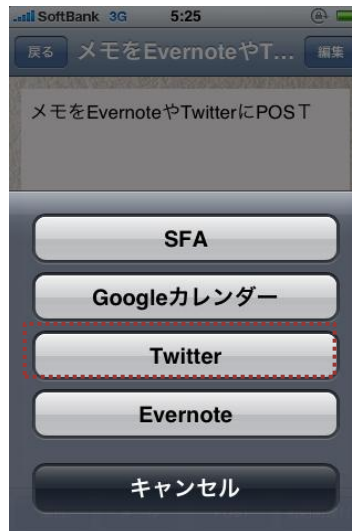 SoftBank 3G 5:25
戻る メモをEvernoteやT... 編集
メモをEvernoteやTwitterにPOST
SFA
Googleカレンダー
Twitter
Evernote
キャンセル